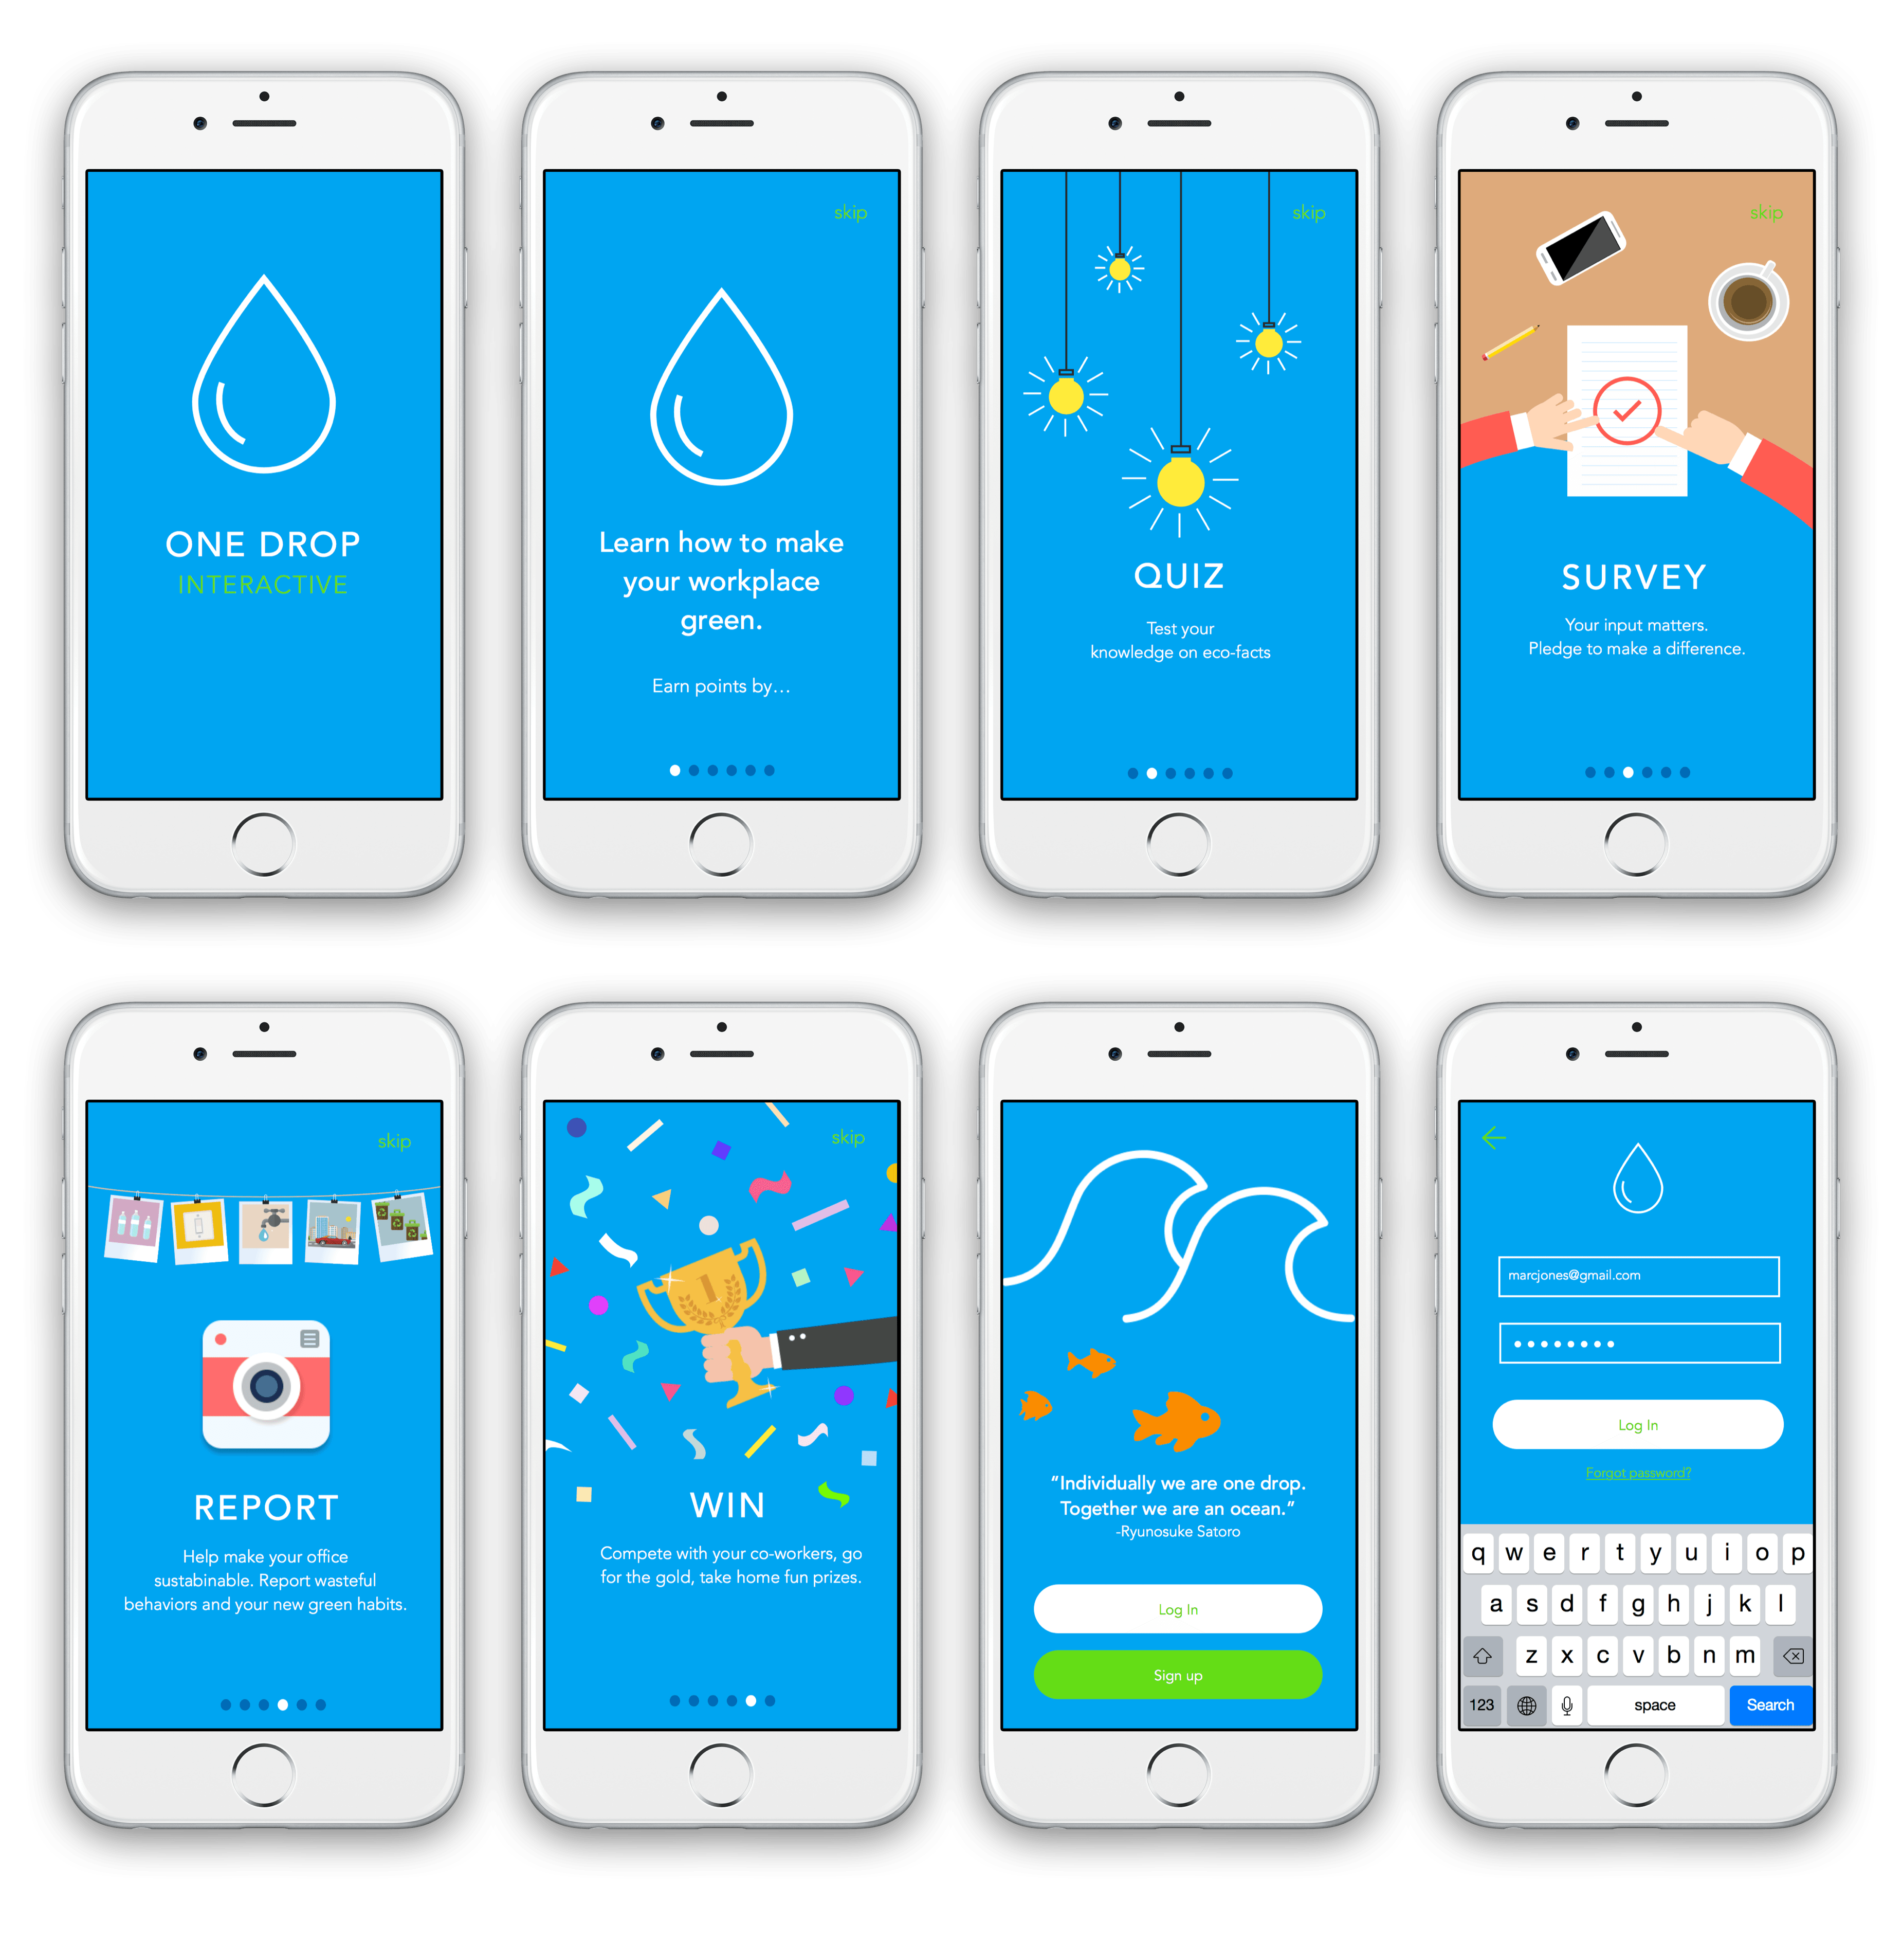 ONE DROP
INTERACTIVE
skip
Learn how to make
your workplace
green.
Earn points by...
skip
QUIZ
Test your
knowledge on eco-facts
skip
SURVEY
Your input matters.
Pledge to make a difference.
skip
REPORT
Help make your office
sustabinable. Report wasteful
behaviors and your new green habits.
skip
1
WIN
Compete with your co-workers, go
for the gold, take home fun prizes.
"Individually we are one drop.
Together we are an ocean."
-Ryunosuke Satoro
Log In
Sign up
marcjones@gmail.com
Log In
Forgot password?
q w e r t y u i o p
a s d f g h j k l
z x c v b n m
123 space Search